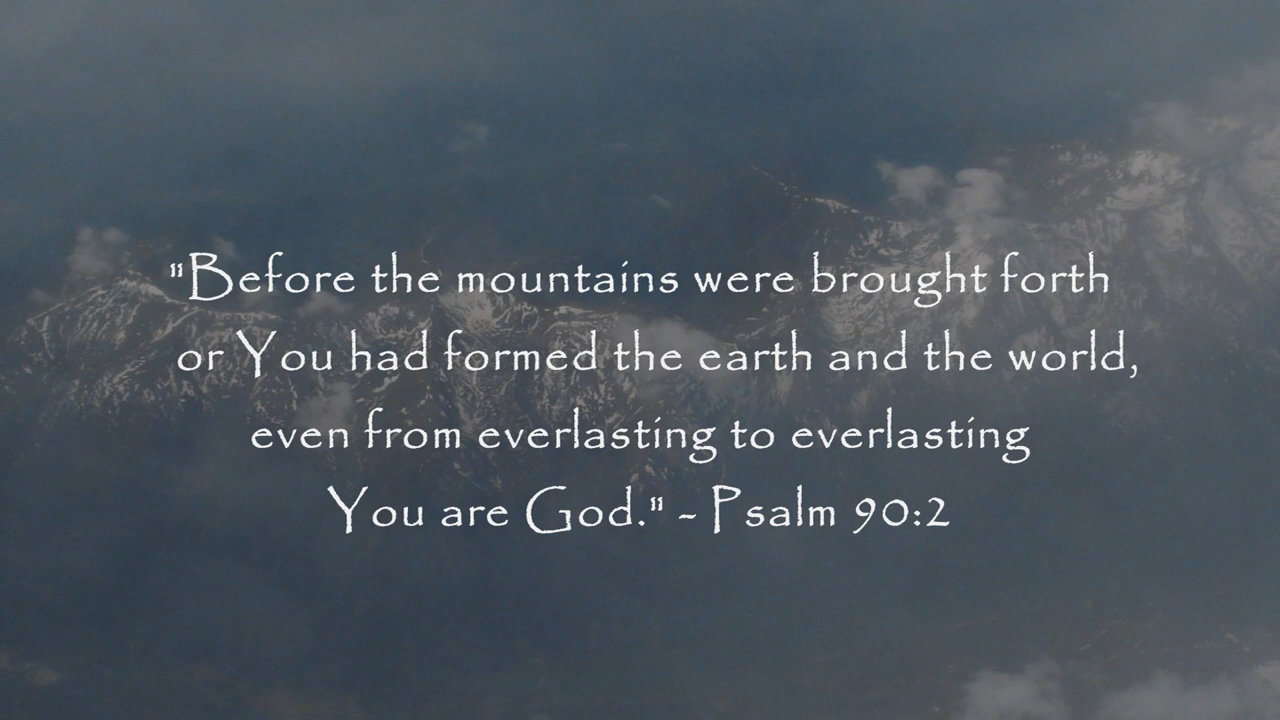 "Before the mountains were brought forth
or You had formed the earth and the world,
even from everlasting to everlasting
You are God." - Psalm 90:2